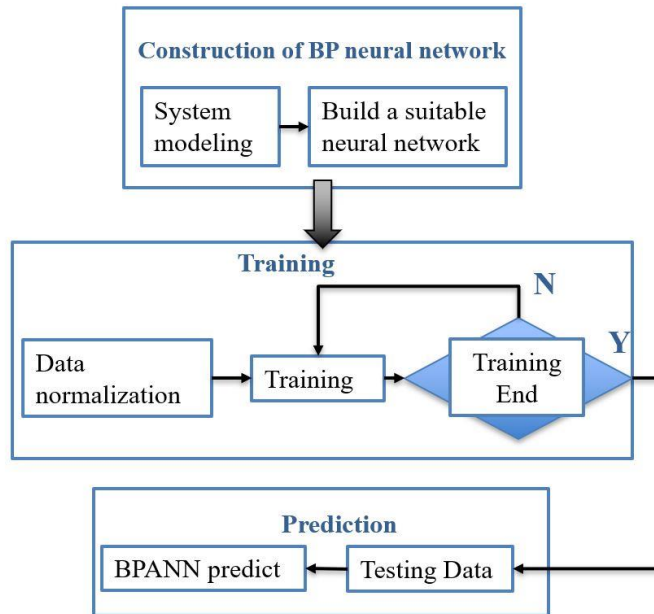 Construction of BP neural network
System
modeling
Build a suitable
neural network
Training
N
Y
Data
normalization
Training
Training
End
Prediction
BPANN predict
Testing Data